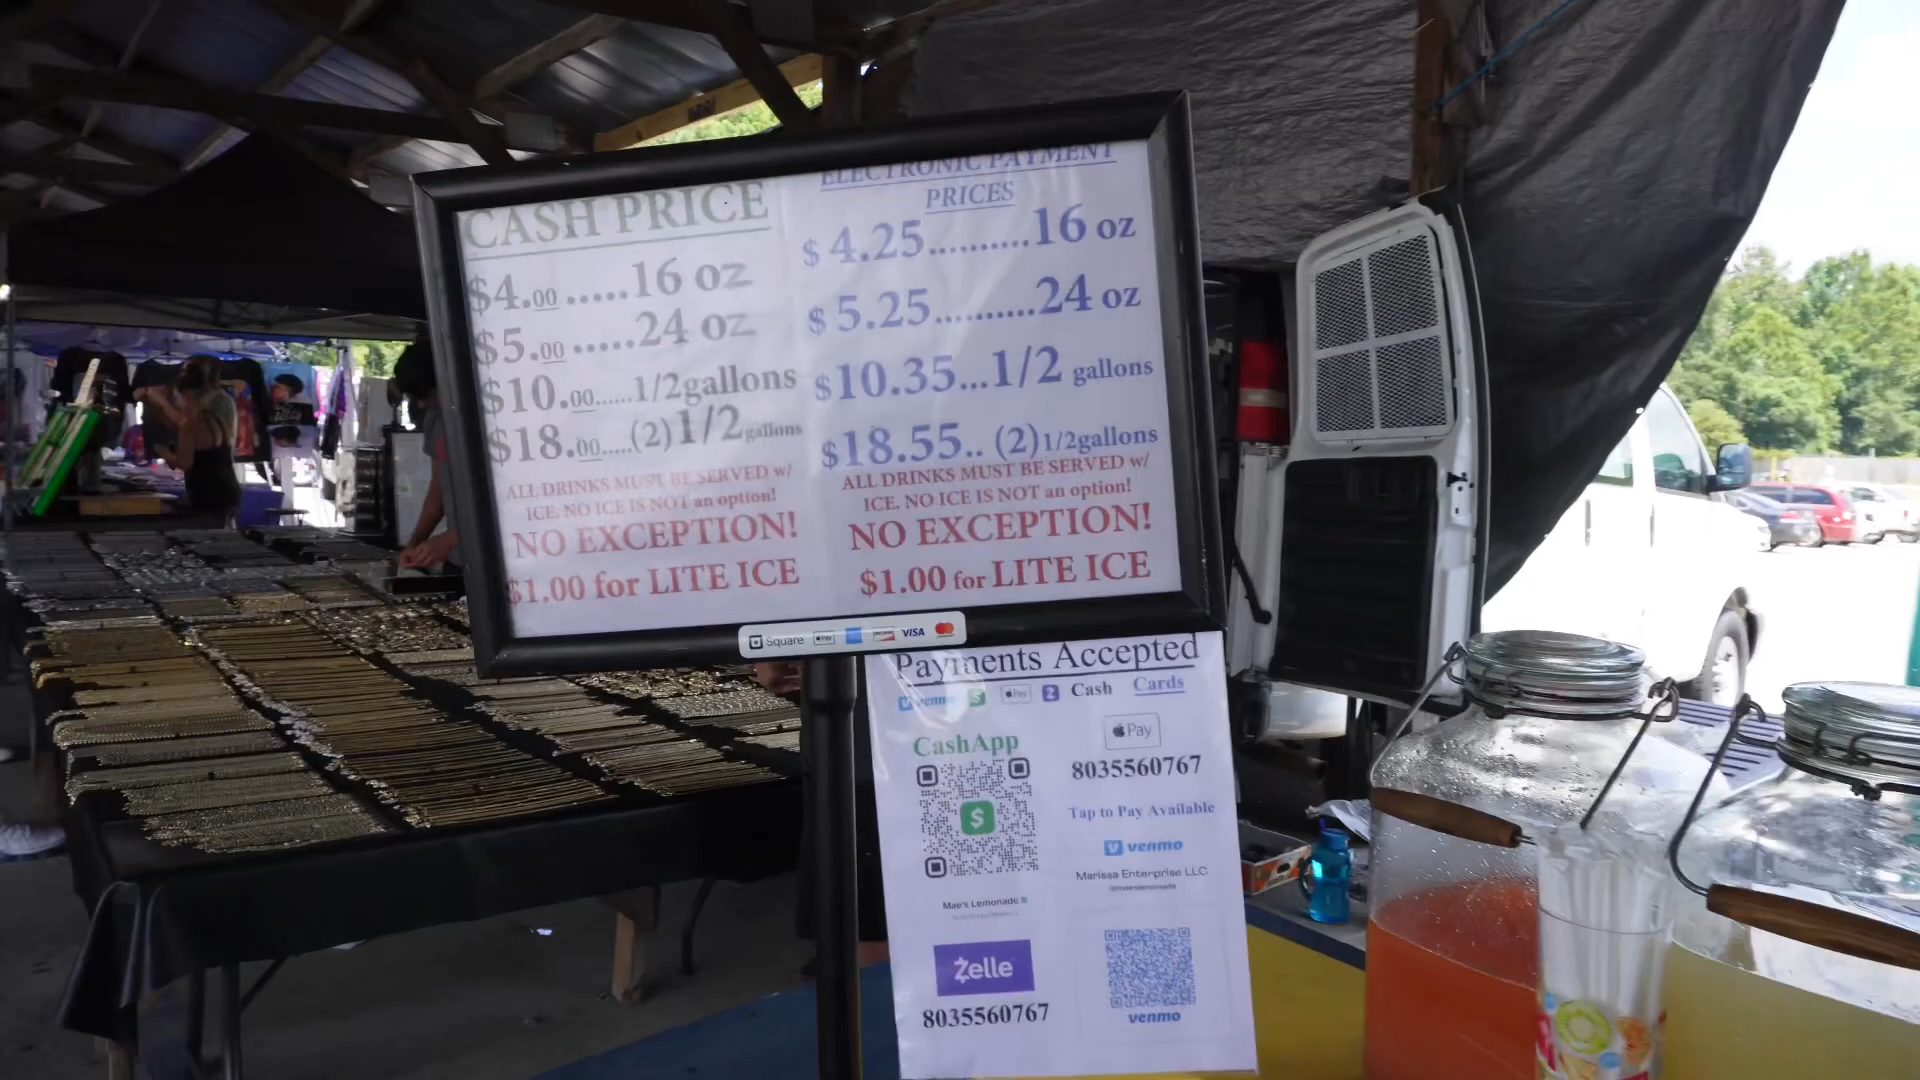 CASH PRICE
$4.00.....16 oz
$5.00.....24 oz
$10.00......1/2gallons
$18.00.....(2)1/2gallons
ALL DRINKS MUST BE SERVED w/
ICE. NO ICE IS NOT an option!
NO EXCEPTION!
$1.00 for LITE ICE
ELECTRONIC PAYMENT
PRICES
$4.25..........16 oz
$5.25..........24 oz
$10.35...1/2 gallons
$18.55..(2)1/2gallons
ALL DRINKS MUST BE SERVED w/
ICE. NO ICE IS NOT an option!
NO EXCEPTION!
$1.00 for LITE ICE
Square Pay VISA
Payments Accepted
venmo $ Pay Cash Cards
CashApp
$
Mae's Lemonade
Zelle
8035560767
Pay
8035560767
Tap to Pay Available
venmo
Marissa Enterprise LLC
@maeslemonade
venmo